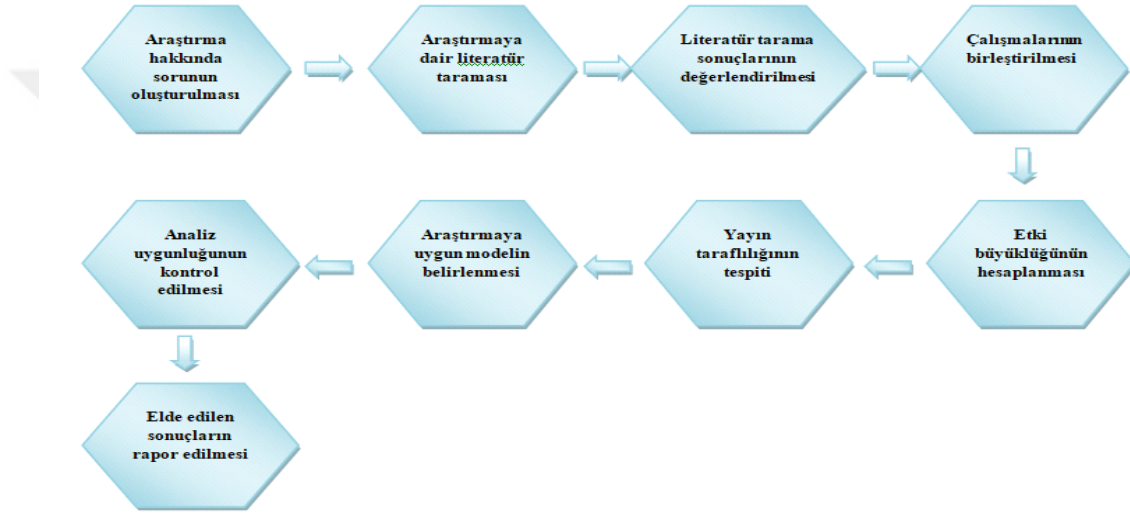 Araştırma
hakkında
sorunun
oluşturulması
Araştırmaya
dair literatür
taraması
Literatür tarama
sonuçlarının
değerlendirilmesi
Çalışmalarının
birleştirilmesi
Etki
büyüklüğünün
hesaplanması
Yayın
taraflılığının
tespiti
Araştırmaya
uygun modelin
belirlenmesi
Analiz
uygunluğunun
kontrol
edilmesi
Elde edilen
sonuçların
rapor edilmesi